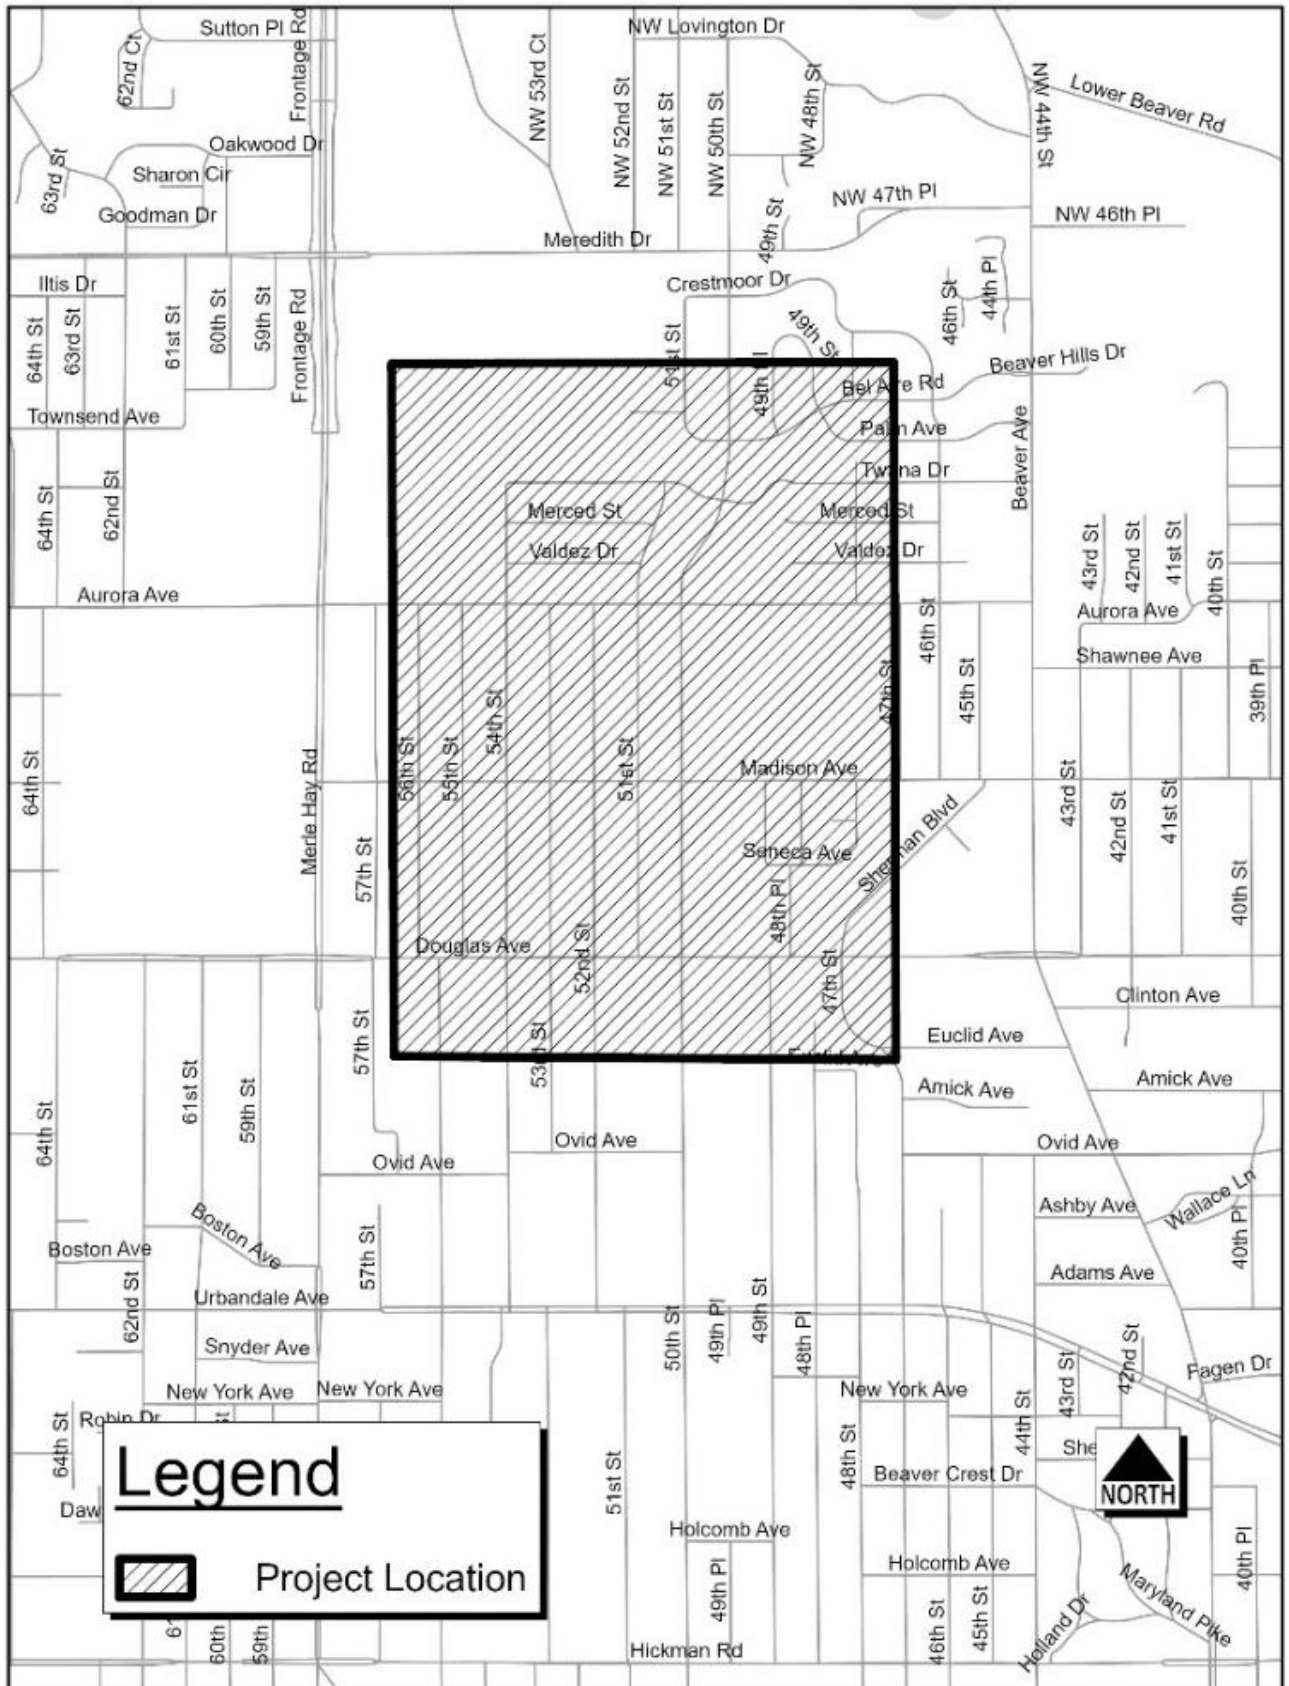 Sutton Pl
62nd Ct
Frontage Rd
NW 53rd Ct
NW Lovington Dr
NW 52nd St
NW 51st St
NW 50th St
NW 48th St
NW 44th St
Lower Beaver Rd
Oakwood Dr
63rd St
Sharon Cir
Goodman Dr
Meredith Dr
49th St
NW 47th Pl
NW 46th Pl
Iltis Dr
64th St
63rd St
61st St
60th St
59th St
Frontage Rd
Crestmoor Dr
51st St
49th St
46th St
44th Pl
Beaver Hills Dr
Townsend Ave
49th Pl
Bel Aire Rd
Palm Ave
Beaver Ave
Twana Dr
64th St
62nd St
Merced St
Merced St
Valdez Dr
Valdez Dr
43rd St
42nd St
41st St
40th St
Aurora Ave
Aurora Ave
46th St
45th St
47th St
Shawnee Ave
39th Pl
64th St
Merle Hay Rd
56th St
55th St
54th St
51st St
Madison Ave
43rd St
42nd St
41st St
57th St
Seneca Ave
Sherman Blvd
48th Pl
40th St
Douglas Ave
52nd St
47th St
Clinton Ave
57th St
53rd St
Euclid Ave
61st St
59th St
64th St
Amick Ave
Amick Ave
Ovid Ave
Ovid Ave
Ovid Ave
Ashby Ave
Wallace Ln
40th Pl
Boston Ave
Boston Ave
57th St
Adams Ave
62nd St
Urbandale Ave
Snyder Ave
50th St
49th Pl
49th St
48th Pl
43rd St
42nd St
Fagen Dr
New York Ave
New York Ave
New York Ave
64th St
Robin Dr
st
51st St
48th St
44th St
She
NORTH
Legend
Beaver Crest Dr
Daw
Holcomb Ave
Holcomb Ave
49th Pl
40th Pl
Project Location
Maryland Pike
Holland Dr
60th
59th
46th St
45th St
Hickman Rd